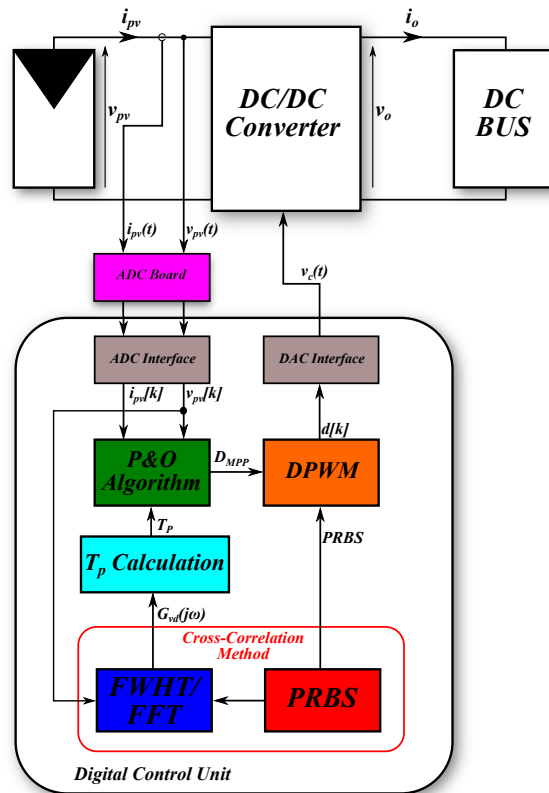 i_pv
i_o
v_pv
DC/DC
Converter
v_o
DC
BUS
i_pv(t)
v_pv(t)
ADC Board
v_c(t)
ADC Interface
DAC Interface
i_pv[k]
v_pv[k]
d[k]
P&O
Algorithm
D_MPP
DPWM
T_P
PRBS
T_p Calculation
G_vd(jω)
Cross-Correlation
Method
FWHT/
FFT
PRBS
Digital Control Unit